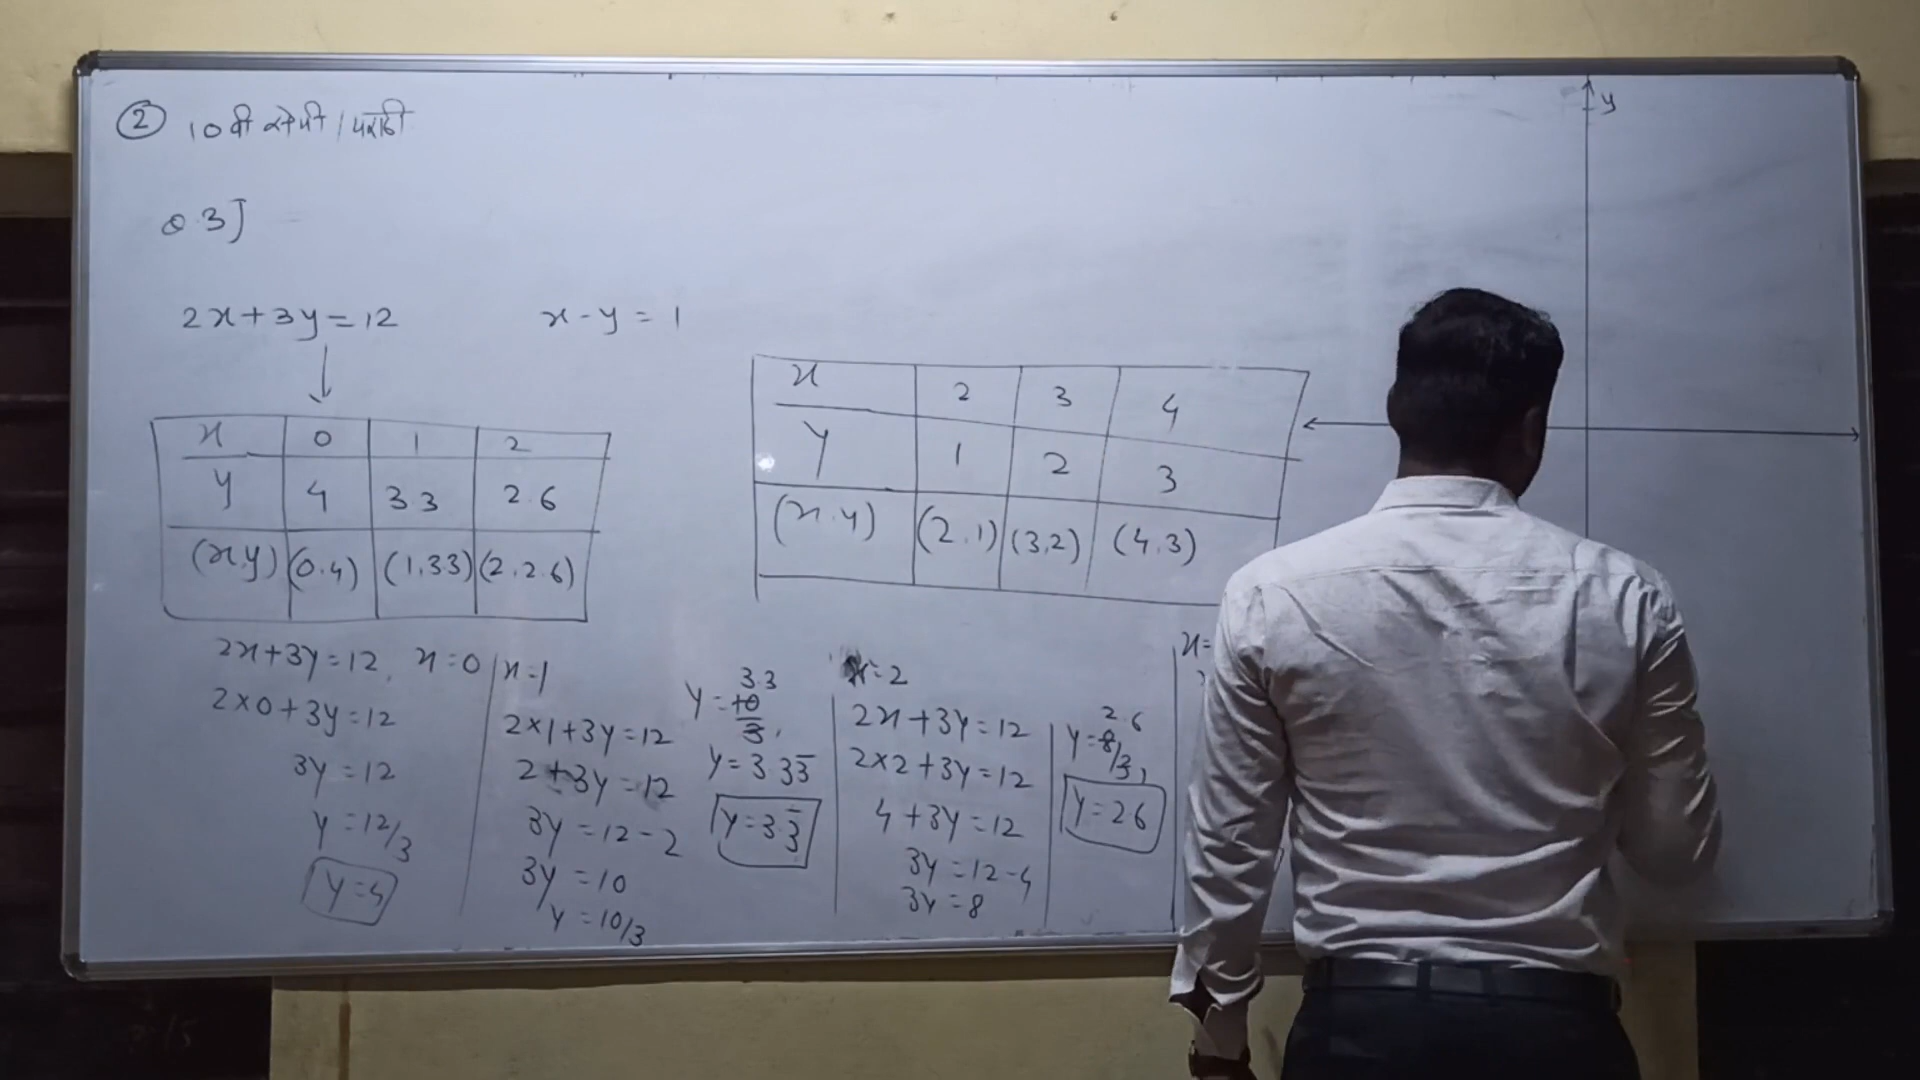 ② 10 वी
Q.3]
2x+3y=12
x-y=1
x 0 1 2
y 4 3.3 2.6
(x,y) (0.4) (1.33) (2.2.6)
x 2 3 4
y 1 2 3
(x.y) (2.1) (3,2) (4.3)
2x+3y=12, x=0
2×0+3y=12
3y=12
y=12/3
y=4
x=1
2×1+3y=12
2+3y=12
3y=12-2
3y=10
y=10/3
3.3
y=10/3
y=3.33̅
y=3.3̅
x=2
2x+3y=12
2×2+3y=12
4+3y=12
3y=12-4
3y=8
2.6
y=8/3
y=2.6
x=
y